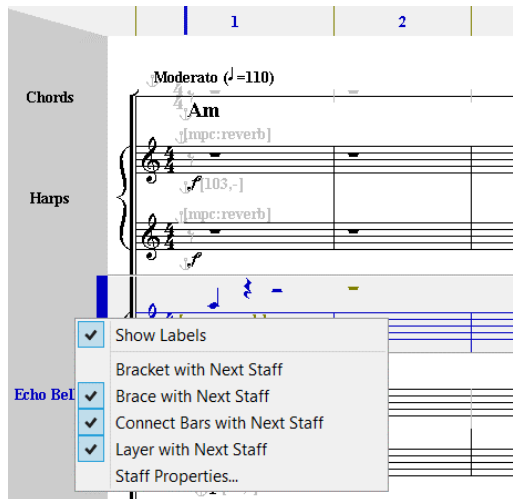 1 2
Moderato (♩=110)
Chords
Am
[mpc:reverb]
Harps
f [103,-]
[mpc:reverb]
f
Show Labels
Bracket with Next Staff
Echo Bel
Brace with Next Staff
Connect Bars with Next Staff
Layer with Next Staff
Staff Properties...